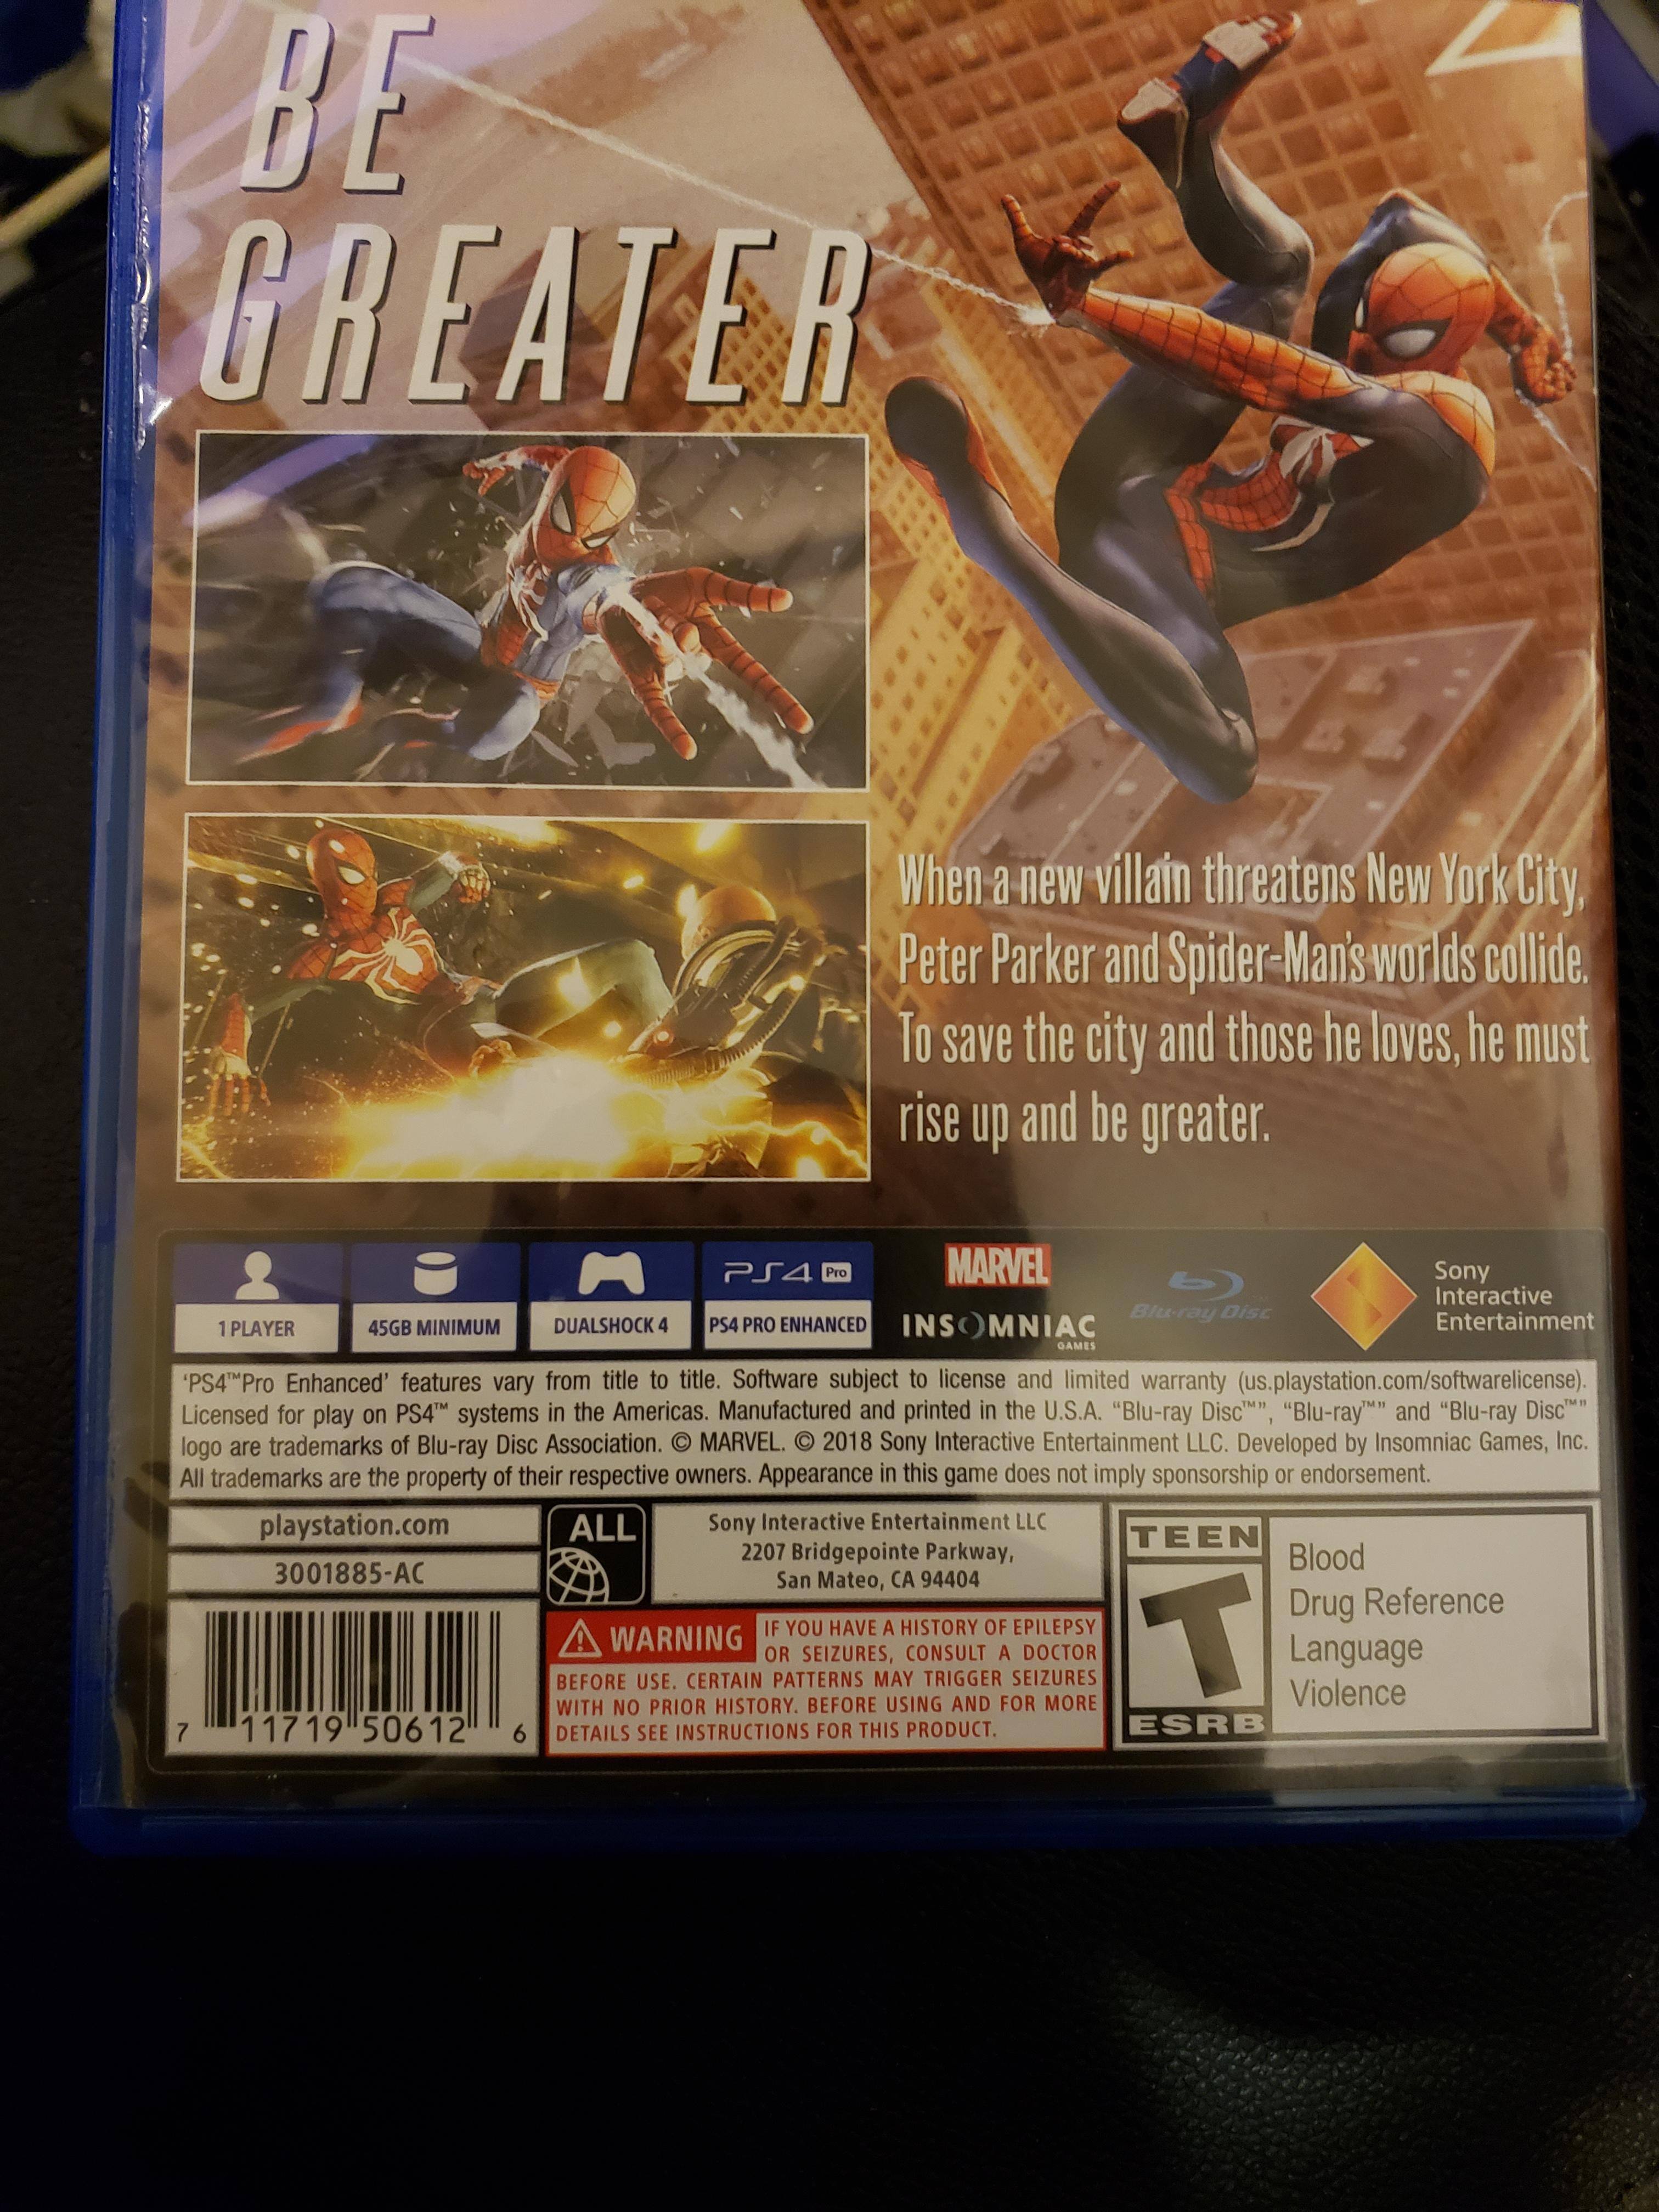 BE
GREATER
When a new villain threatens New York City,
Peter Parker and Spider-Man's worlds collide.
To save the city and those he loves, he must
rise up and be greater.
1 PLAYER
45GB MINIMUM
DUALSHOCK 4
PS4 Pro
PS4 PRO ENHANCED
MARVEL
INSOMNIAC
GAMES
Blu-ray Disc
Sony
Interactive
Entertainment
'PS4™Pro Enhanced' features vary from title to title. Software subject to license and limited warranty (us.playstation.com/softwarelicense).
Licensed for play on PS4™ systems in the Americas. Manufactured and printed in the U.S.A. “Blu-ray Disc™”, “Blu-ray™” and “Blu-ray Disc™”
logo are trademarks of Blu-ray Disc Association. © MARVEL. © 2018 Sony Interactive Entertainment LLC. Developed by Insomniac Games, Inc.
All trademarks are the property of their respective owners. Appearance in this game does not imply sponsorship or endorsement.
playstation.com
3001885-AC
ALL
Sony Interactive Entertainment LLC
2207 Bridgepointe Parkway,
San Mateo, CA 94404
WARNING IF YOU HAVE A HISTORY OF EPILEPSY
OR SEIZURES, CONSULT A DOCTOR
BEFORE USE. CERTAIN PATTERNS MAY TRIGGER SEIZURES
WITH NO PRIOR HISTORY. BEFORE USING AND FOR MORE
DETAILS SEE INSTRUCTIONS FOR THIS PRODUCT.
7 11719 50612 6
TEEN
T
ESRB
Blood
Drug Reference
Language
Violence